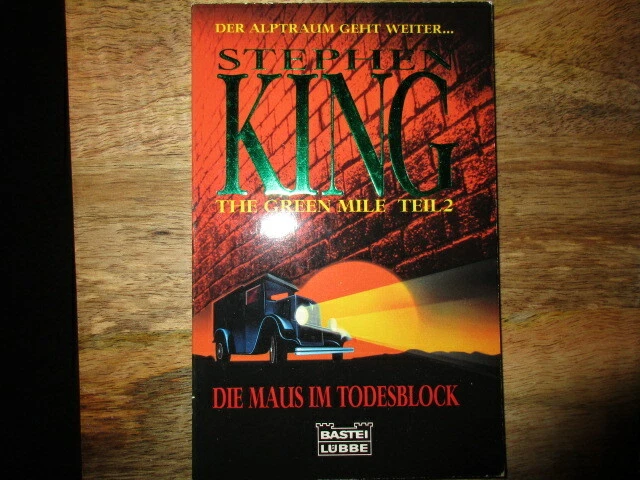 DER ALPTRAUM GEHT WEITER...
STEPHEN
KING
THE GREEN MILE TEIL 2
DIE MAUS IM TODESBLOCK
BASTEI
LÜBBE